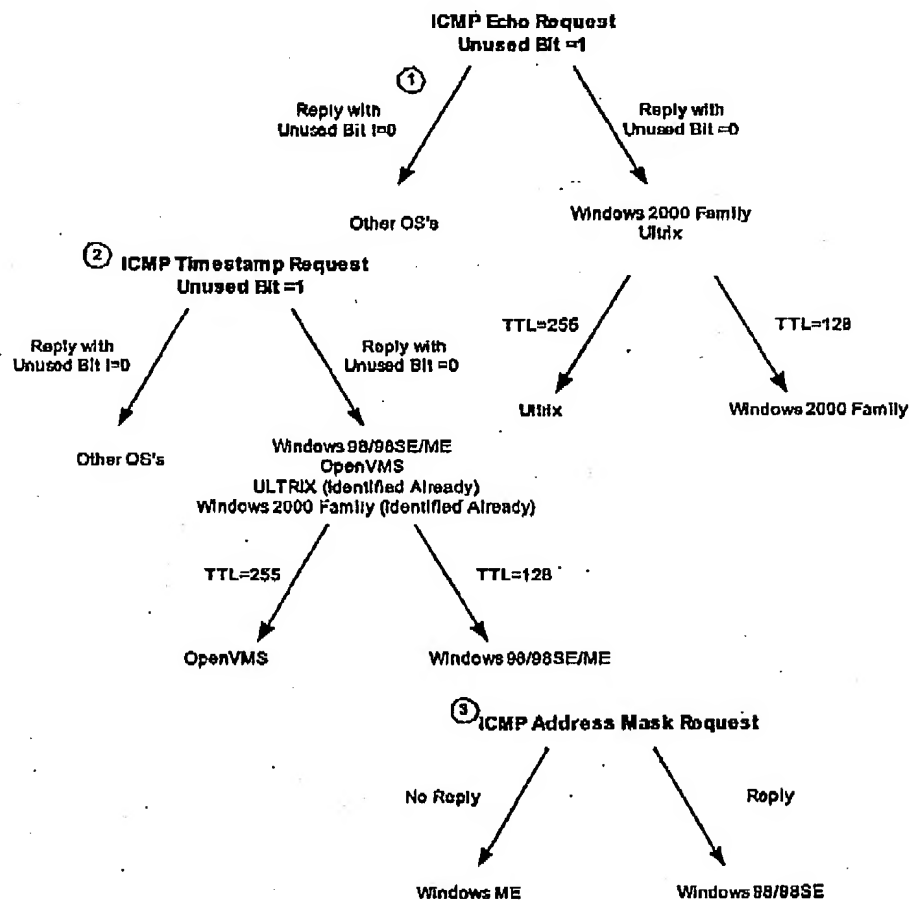 ICMP Echo Request
Unused Bit =1
1
Reply with
Unused Bit !=0
Reply with
Unused Bit =0
Other OS's
Windows 2000 Family
Ultrix
2
ICMP Timestamp Request
Unused Bit =1
TTL=255
TTL=128
Reply with
Unused Bit !=0
Reply with
Unused Bit =0
Ultrix
Windows 2000 Family
Other OS's
Windows 98/98SE/ME
OpenVMS
ULTRIX (Identified Already)
Windows 2000 Family (Identified Already)
TTL=255
TTL=128
OpenVMS
Windows 98/98SE/ME
3
ICMP Address Mask Request
No Reply
Reply
Windows ME
Windows 98/98SE